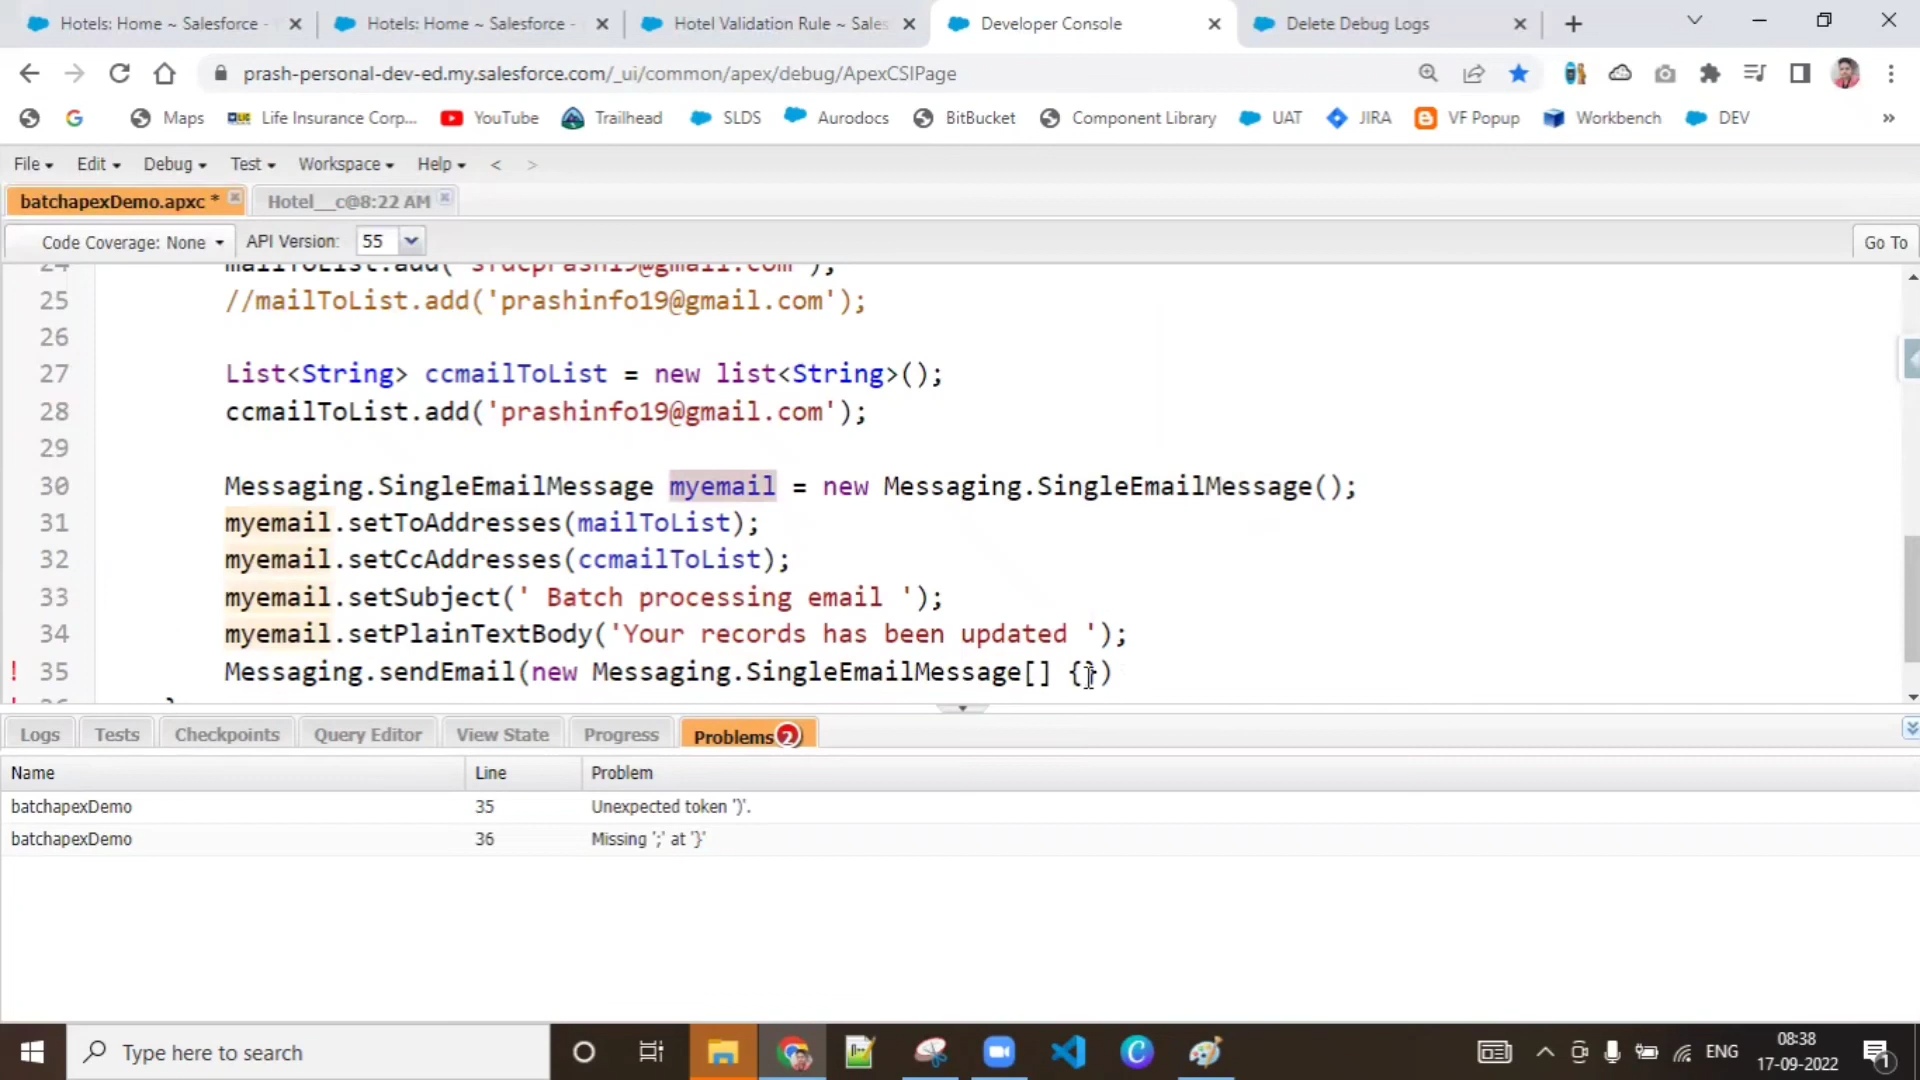 Hotels: Home ~ Salesforce -
Hotels: Home ~ Salesforce -
Hotel Validation Rule ~ Sales
Developer Console
Delete Debug Logs
prash-personal-dev-ed.my.salesforce.com/_ui/common/apex/debug/ApexCSIPage
Maps
Life Insurance Corp...
YouTube
Trailhead
SLDS
Aurodocs
BitBucket
Component Library
UAT
JIRA
VF Popup
Workbench
DEV
»
File
Edit
Debug
Test
Workspace
Help
<
>
batchapexDemo.apxc *
Hotel__c@8:22 AM
Code Coverage: None
API Version:
55
Go To
24 mailToList.add('sfdcprash19@gmail.com');
25 //mailToList.add('prashinfo19@gmail.com');
26
27 List<String> ccmailToList = new list<String>();
28 ccmailToList.add('prashinfo19@gmail.com');
29
30 Messaging.SingleEmailMessage myemail = new Messaging.SingleEmailMessage();
31 myemail.setToAddresses(mailToList);
32 myemail.setCcAddresses(ccmailToList);
33 myemail.setSubject(' Batch processing email ');
34 myemail.setPlainTextBody('Your records has been updated ');
! 35 Messaging.sendEmail(new Messaging.SingleEmailMessage[] {})
Logs
Tests
Checkpoints
Query Editor
View State
Progress
Problems 2
Name Line Problem
batchapexDemo 35 Unexpected token ')'.
batchapexDemo 36 Missing ';' at '}'
Type here to search
ENG
08:38
17-09-2022
1